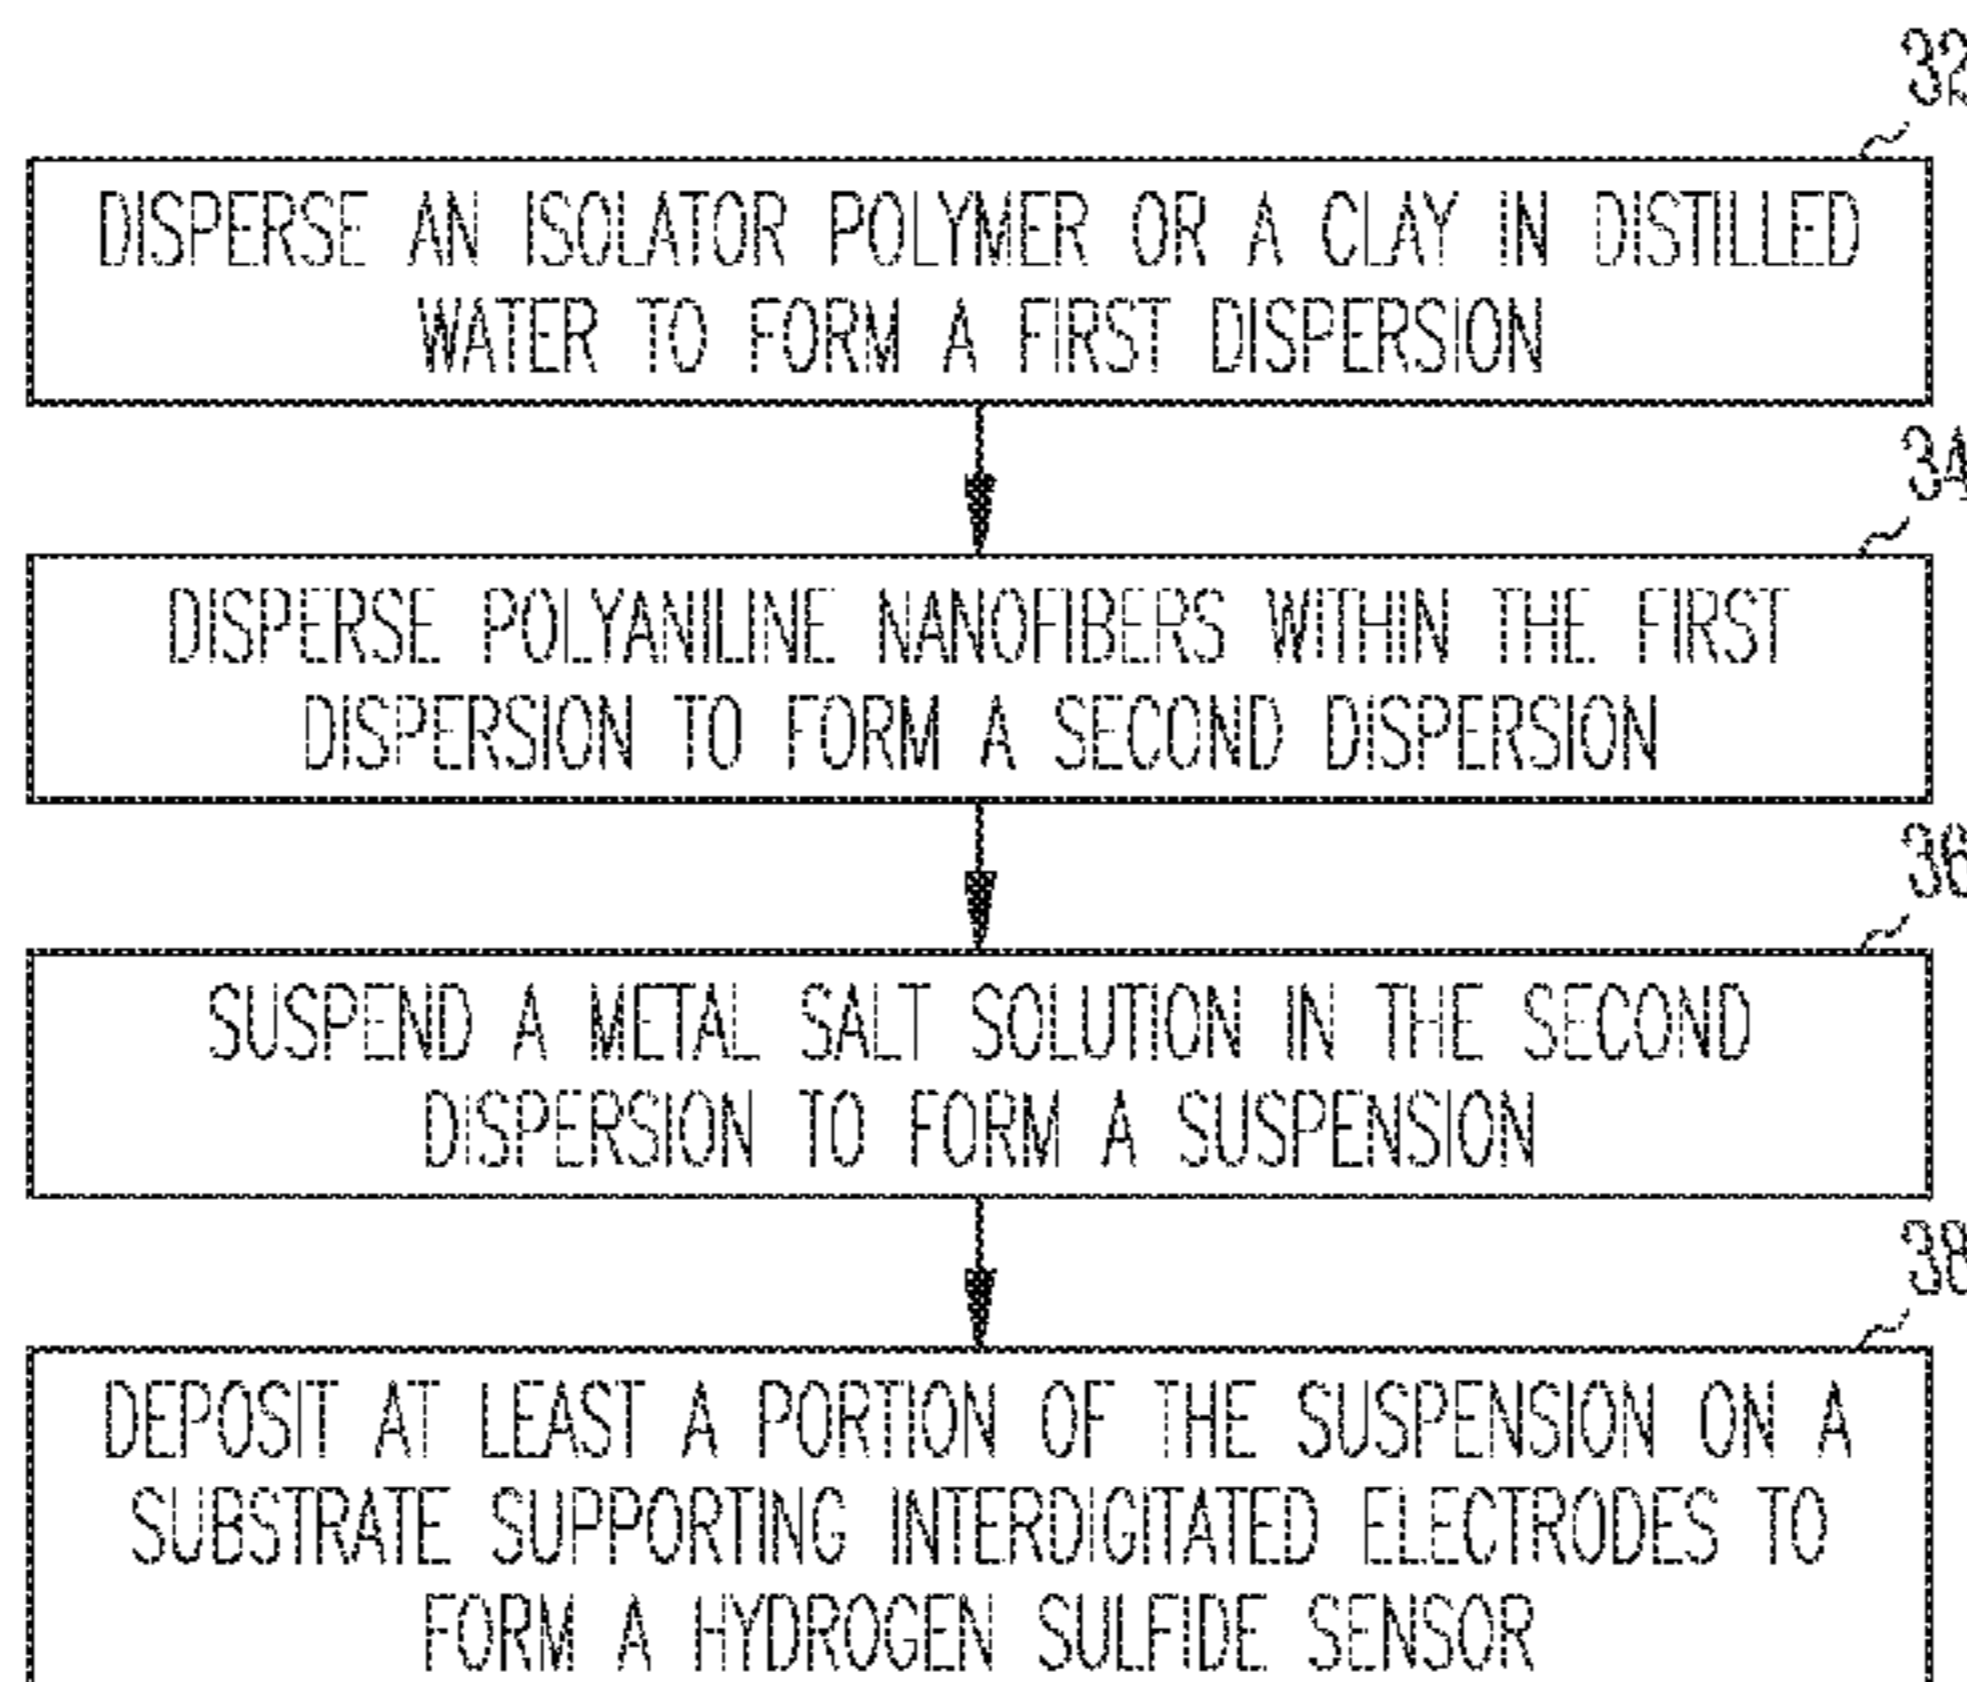 32
DISPERSE AN ISOLATOR POLYMER OR A CLAY IN DISTILLED
WATER TO FORM A FIRST DISPERSION
34
DISPERSE POLYANILINE NANOFIBERS WITHIN THE FIRST
DISPERSION TO FORM A SECOND DISPERSION
36
SUSPEND A METAL SALT SOLUTION IN THE SECOND
DISPERSION TO FORM A SUSPENSION
38
DEPOSIT AT LEAST A PORTION OF THE SUSPENSION ON A
SUBSTRATE SUPPORTING INTERDIGITATED ELECTRODES TO
FORM A HYDROGEN SULFIDE SENSOR